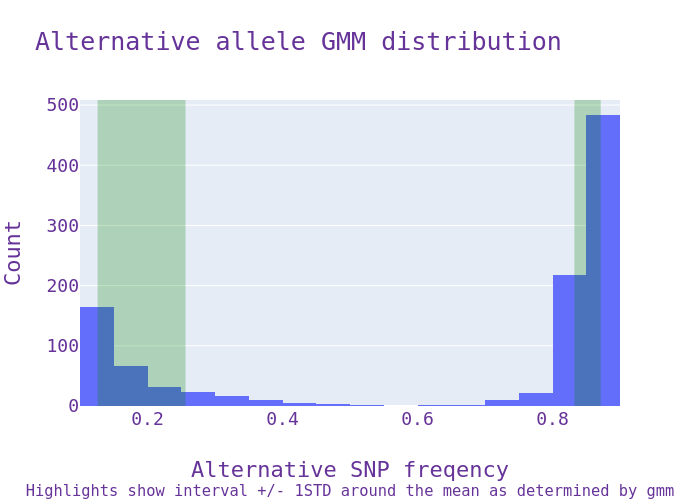 Alternative allele GMM distribution
500
400
300
200
100
0
Count
0.2 0.4 0.6 0.8
Alternative SNP freqency
Highlights show interval +/- 1STD around the mean as determined by gmm